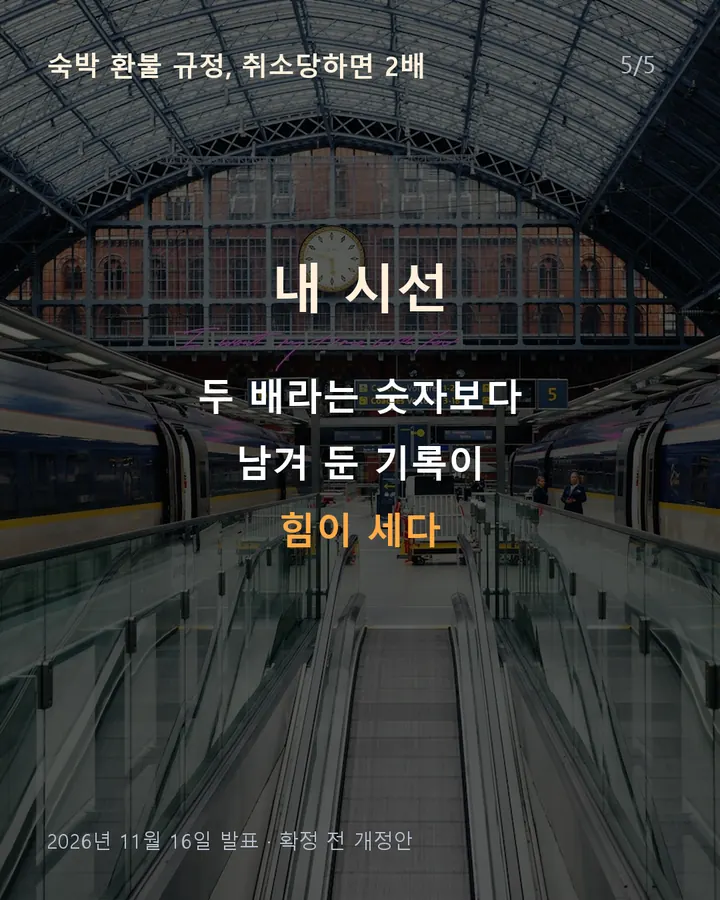 숙박 환불 규정, 취소당하면 2배
5/5
내 시선
두 배라는 숫자보다
5
남겨 둔 기록이
힘이 세다
2026년 11월 16일 발표 · 확정 전 개정안